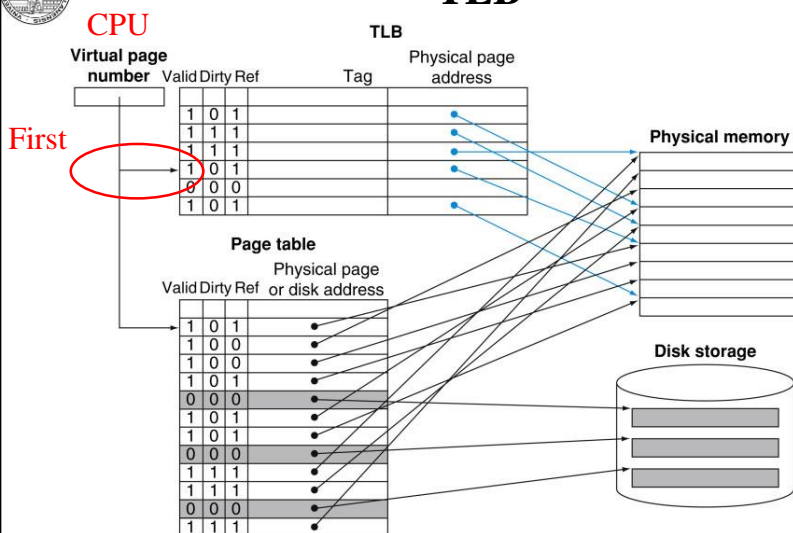 TLB
CPU
TLB
Virtual page
number
Valid Dirty Ref
Tag
Physical page
address
First
1 0 1
1 1 1
1 1 1
1 0 1
0 0 0
1 0 1
Physical memory
Page table
Physical page
Valid Dirty Ref or disk address
1 0 1
1 0 0
1 0 0
1 0 1
0 0 0
1 0 1
1 0 1
0 0 0
1 1 1
1 1 1
0 0 0
1 1 1
Disk storage